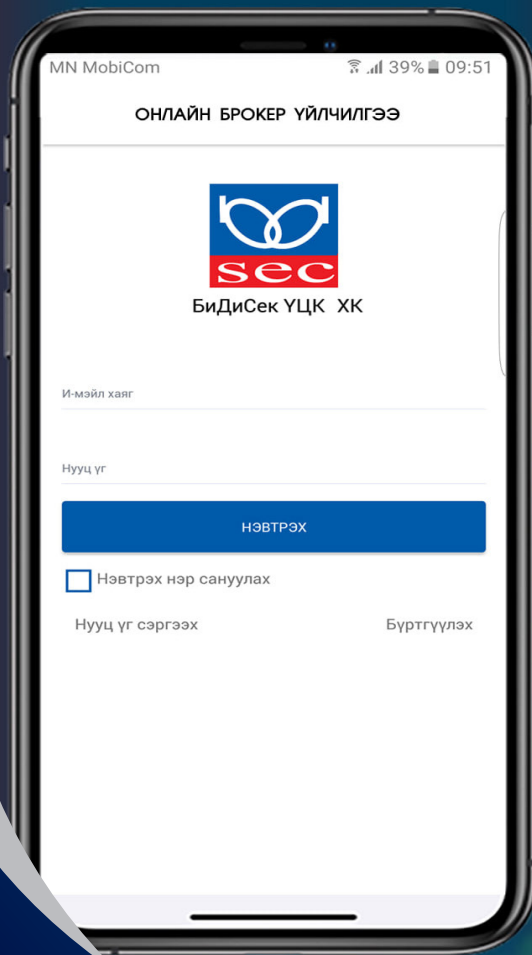 MN MobiCom 39% 09:51
ОНЛАЙН БРОКЕР ҮЙЛЧИЛГЭЭ
sec
БиДиСек ҮЦК ХК
И-мэйл хаяг
Нууц үг
НЭВТРЭХ
Нэвтрэх нэр сануулах
Нууц үг сэргээх Бүртгүүлэх